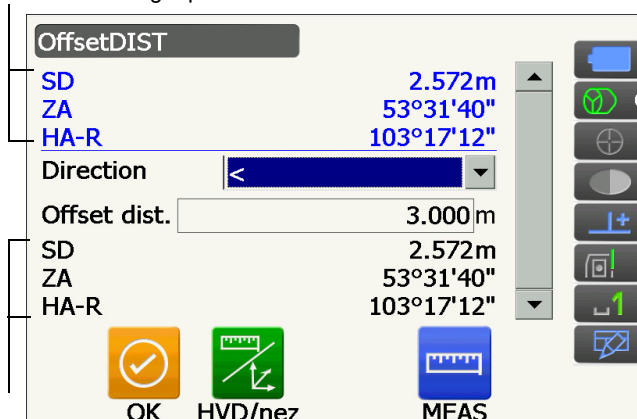 OffsetDIST
SD 2.572m
ZA 53°31'40"
HA-R 103°17'12"
Direction <
Offset dist. 3.000 m
SD 2.572m
ZA 53°31'40"
HA-R 103°17'12"
OK HVD/nez MEAS